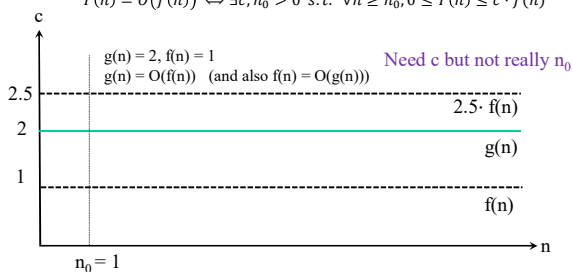 T(n) = O(f(n)) ⇔ ∃c, n₀ > 0 s.t. ∀n ≥ n₀, 0 ≤ T(n) ≤ c · f(n)
c
g(n) = 2, f(n) = 1
g(n) = O(f(n)) (and also f(n) = O(g(n)))
Need c but not really n₀
2.5
2.5· f(n)
2
g(n)
1
f(n)
n
n₀ = 1